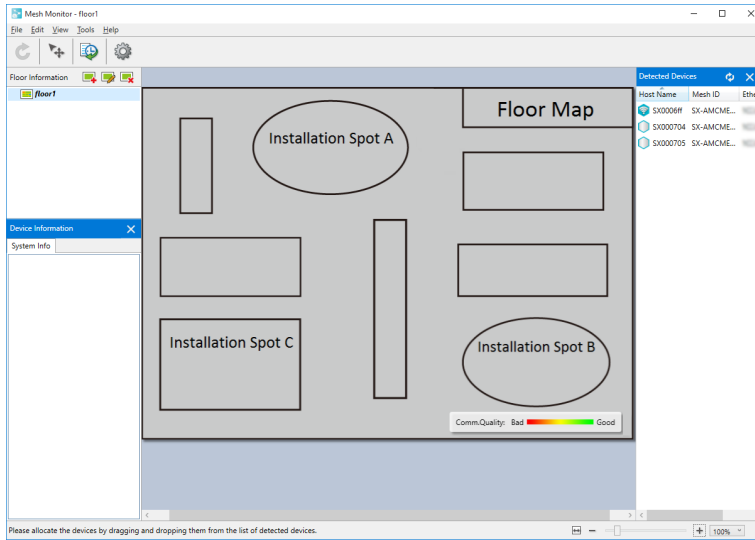 Mesh Monitor - floor1
File Edit View Tools Help
Floor Information
floor1
Device Information
System Info
Floor Map
Installation Spot A
Installation Spot C
Installation Spot B
Comm.Quality: Bad Good
Detected Devices
Host Name Mesh ID Ethe
SX0006ff SX-AMCME...
SX000704 SX-AMCME...
SX000705 SX-AMCME...
Please allocate the devices by dragging and dropping them from the list of detected devices.
100%